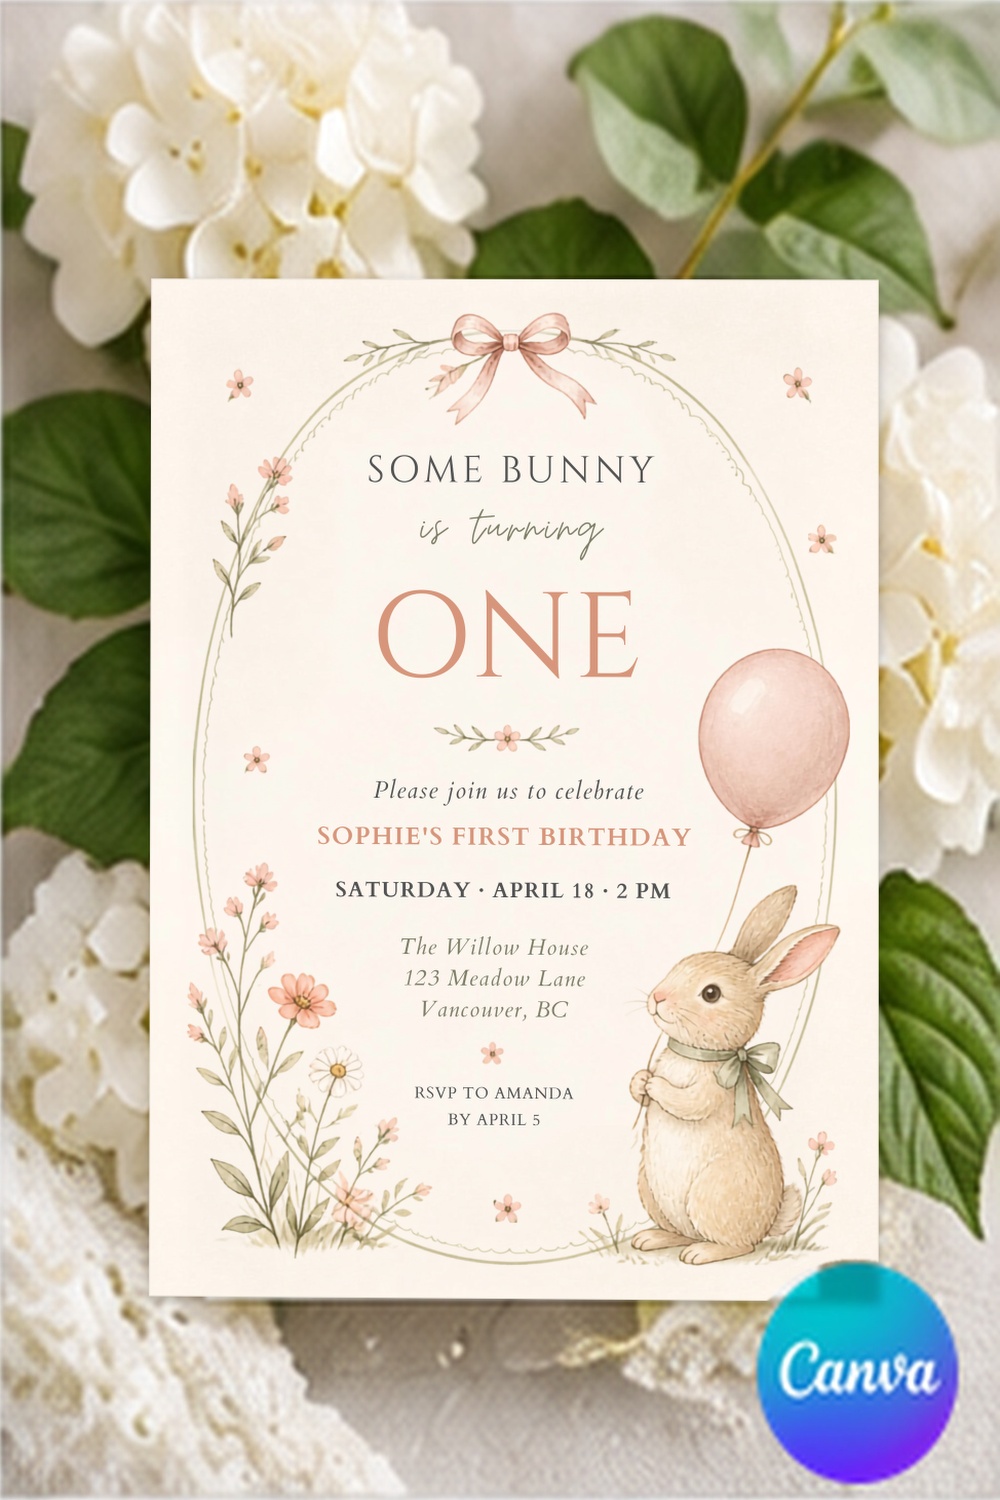 SOME BUNNY
is turning
ONE
Please join us to celebrate
SOPHIE'S FIRST BIRTHDAY
SATURDAY · APRIL 18 · 2 PM
The Willow House
123 Meadow Lane
Vancouver, BC
RSVP TO AMANDA
BY APRIL 5
Canva